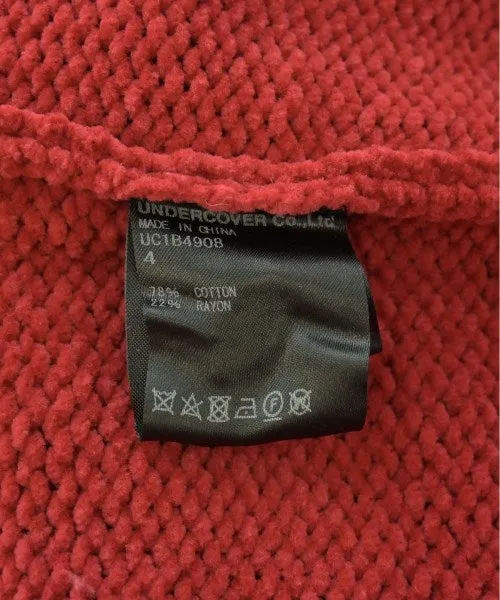 UNDERCOVER Co.,Ltd
MADE IN CHINA
UC1B4908
4
78% COTTON
22% RAYON